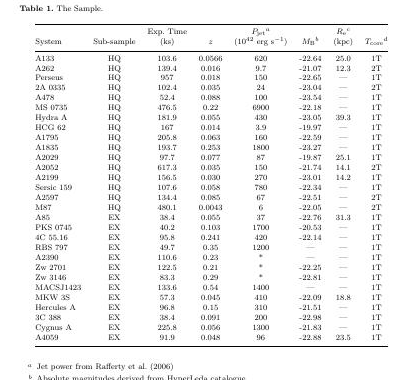 Table 1. The Sample.
Exp. Time P_jet^a R_e^c
System Sub-sample (ks) z (10^42 erg s^−1) M_B^b (kpc) T_core^d
A133 HQ 103.6 0.0566 620 -22.64 25.0 1T
A262 HQ 139.4 0.016 9.7 -21.07 12.3 2T
Perseus HQ 957 0.018 150 -22.65 — 1T
2A 0335 HQ 102.4 0.035 24 -23.04 — 2T
A478 HQ 52.4 0.088 100 -23.54 — 1T
MS 0735 HQ 476.5 0.22 6900 -22.18 — 1T
Hydra A HQ 181.9 0.055 430 -23.05 39.3 1T
HCG 62 HQ 167 0.014 3.9 -19.97 — 1T
A1795 HQ 205.8 0.063 160 -22.59 — 1T
A1835 HQ 193.7 0.253 1800 -23.27 — 1T
A2029 HQ 97.7 0.077 87 -19.87 25.1 1T
A2052 HQ 617.3 0.035 150 -21.74 14.1 2T
A2199 HQ 156.5 0.030 270 -23.01 14.2 1T
Sersic 159 HQ 107.6 0.058 780 -22.34 — 1T
A2597 HQ 134.4 0.085 67 -22.51 — 2T
M87 HQ 480.1 0.0043 6 -22.05 — 2T
A85 EX 38.4 0.055 37 -22.76 31.3 1T
PKS 0745 EX 40.2 0.103 1700 -20.53 — 1T
4C 55.16 EX 95.8 0.241 420 -22.14 — 1T
RBS 797 EX 49.7 0.35 1200 — — 1T
A2390 EX 110.6 0.23 * — — 1T
Zw 2701 EX 122.5 0.21 * -22.25 — 1T
Zw 3146 EX 83.3 0.29 * -22.81 — 1T
MACSJ1423 EX 133.6 0.54 1400 — — 1T
MKW 3S EX 57.3 0.045 410 -22.09 18.8 1T
Hercules A EX 96.8 0.15 310 -21.51 — 1T
3C 388 EX 38.4 0.091 200 -22.98 — 1T
Cygnus A EX 225.8 0.056 1300 -21.83 — 1T
A4059 EX 91.9 0.048 96 -22.88 23.5 1T
a Jet power from Rafferty et al. (2006)
b Absolute magnitudes derived from HyperLeda catalogue